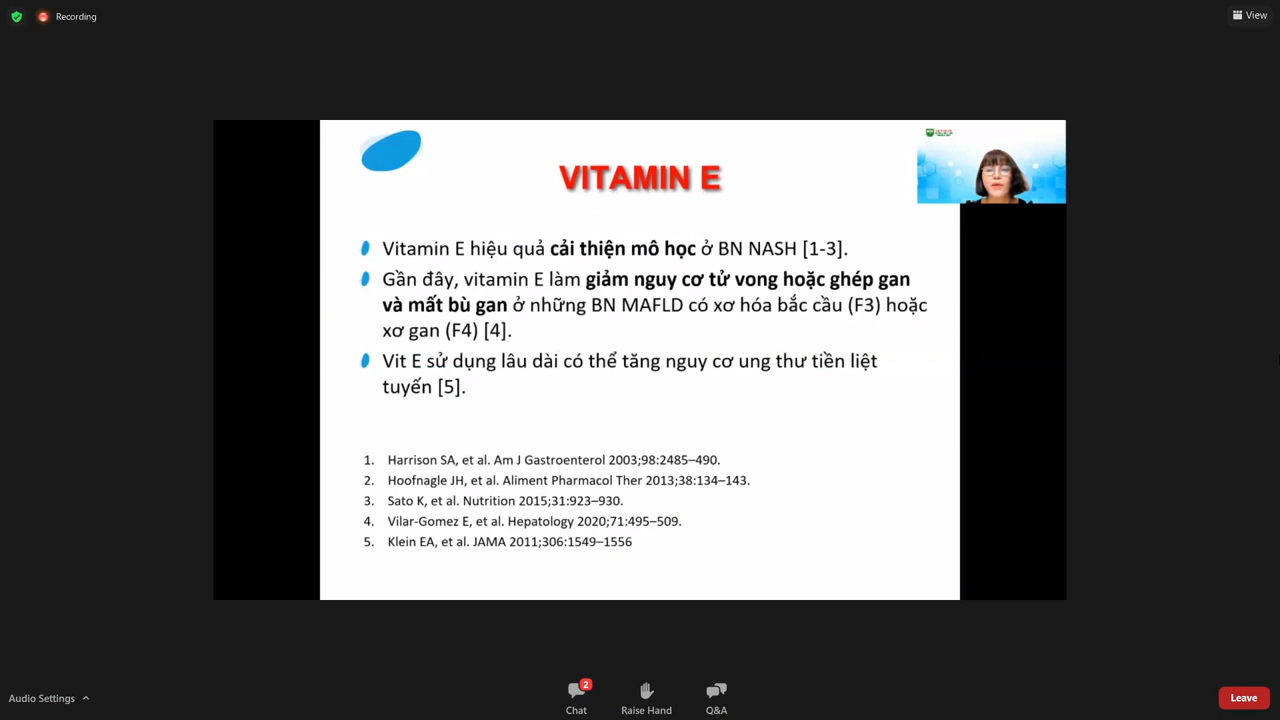 Recording
View
VITAMIN E
Vitamin E hiệu quả cải thiện mô học ở BN NASH [1-3].
Gần đây, vitamin E làm giảm nguy cơ tử vong hoặc ghép gan
và mất bù gan ở những BN MAFLD có xơ hóa bắc cầu (F3) hoặc
xơ gan (F4) [4].
Vit E sử dụng lâu dài có thể tăng nguy cơ ung thư tiền liệt
tuyến [5].
1. Harrison SA, et al. Am J Gastroenterol 2003;98:2485–490.
2. Hoofnagle JH, et al. Aliment Pharmacol Ther 2013;38:134–143.
3. Sato K, et al. Nutrition 2015;31:923–930.
4. Vilar-Gomez E, et al. Hepatology 2020;71:495–509.
5. Klein EA, et al. JAMA 2011;306:1549–1556
Audio Settings
2
Chat
Raise Hand
Q&A
Leave